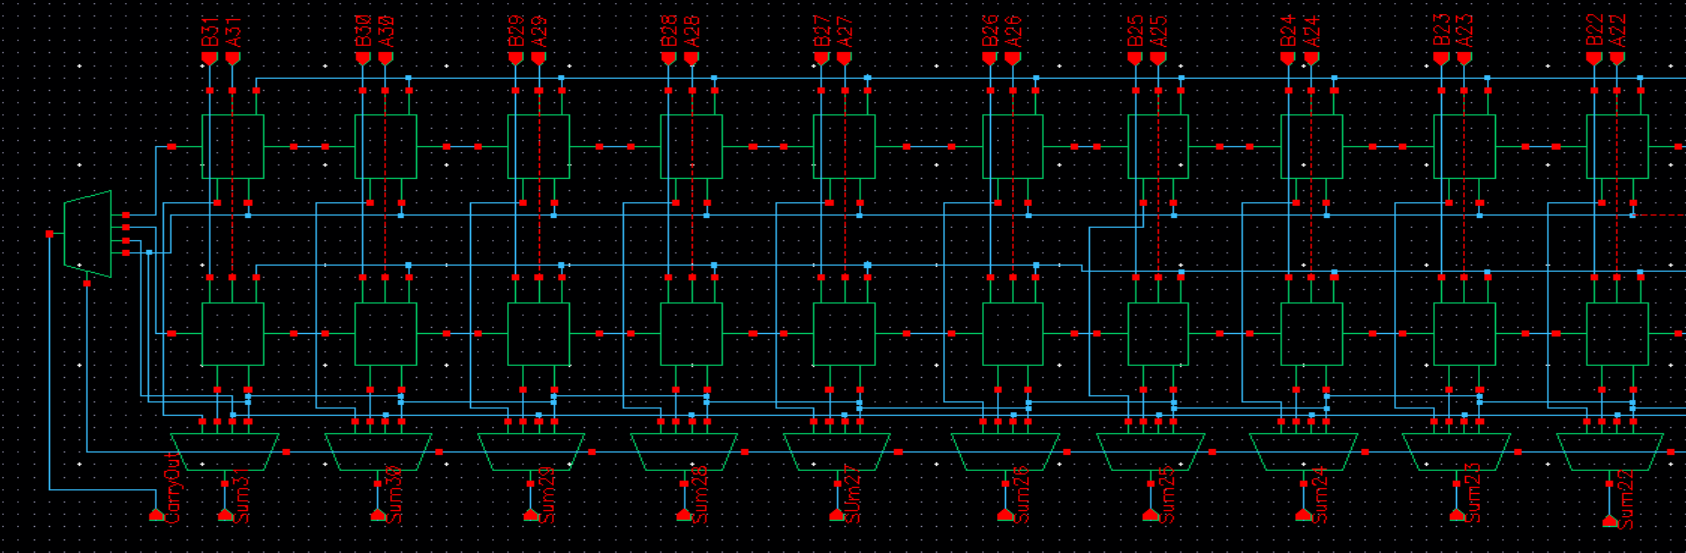 B31 A31 B30 A30 B29 A29 B28 A28 B27 A27 B26 A26 B25 A25 B24 A24 B23 A23 B22 A22
CarryOut Sum31 Sum30 Sum29 Sum28 SUm27 Sum26 Sum25 Sum24 Sum23 Sum22